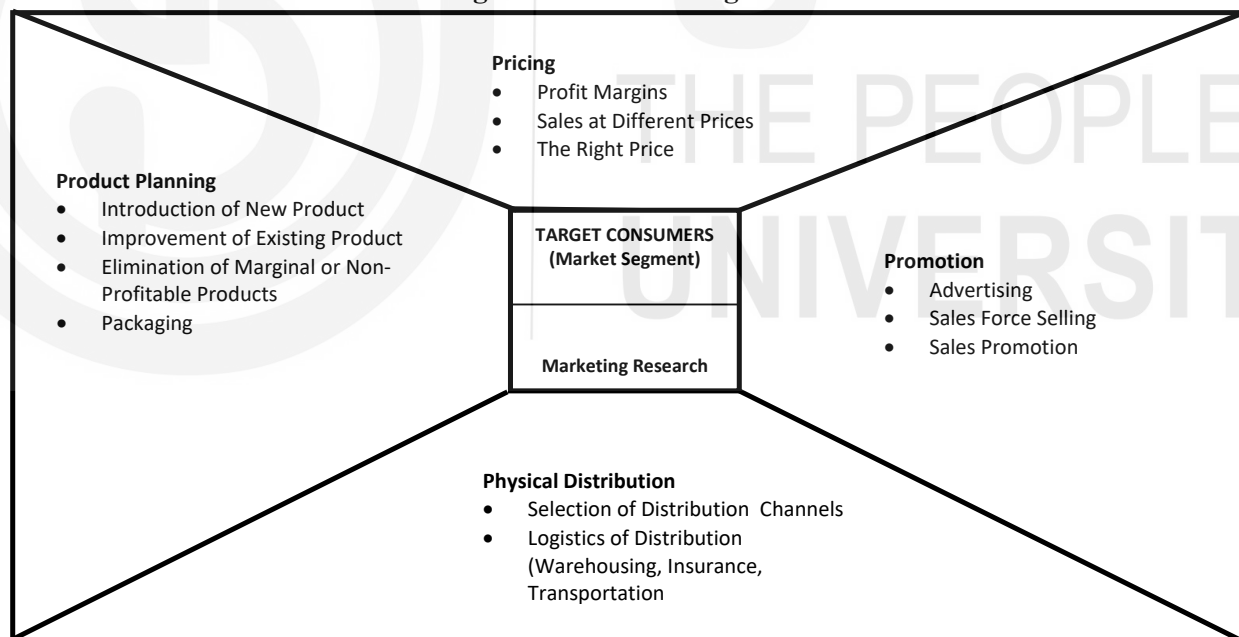 Pricing
• Profit Margins
• Sales at Different Prices
• The Right Price
THE PEOPLE
UNIVERSIT
Product Planning
• Introduction of New Product
• Improvement of Existing Product
• Elimination of Marginal or Non-
Profitable Products
• Packaging
TARGET CONSUMERS
(Market Segment)
Marketing Research
Promotion
• Advertising
• Sales Force Selling
• Sales Promotion
Physical Distribution
• Selection of Distribution Channels
• Logistics of Distribution
(Warehousing, Insurance,
Transportation